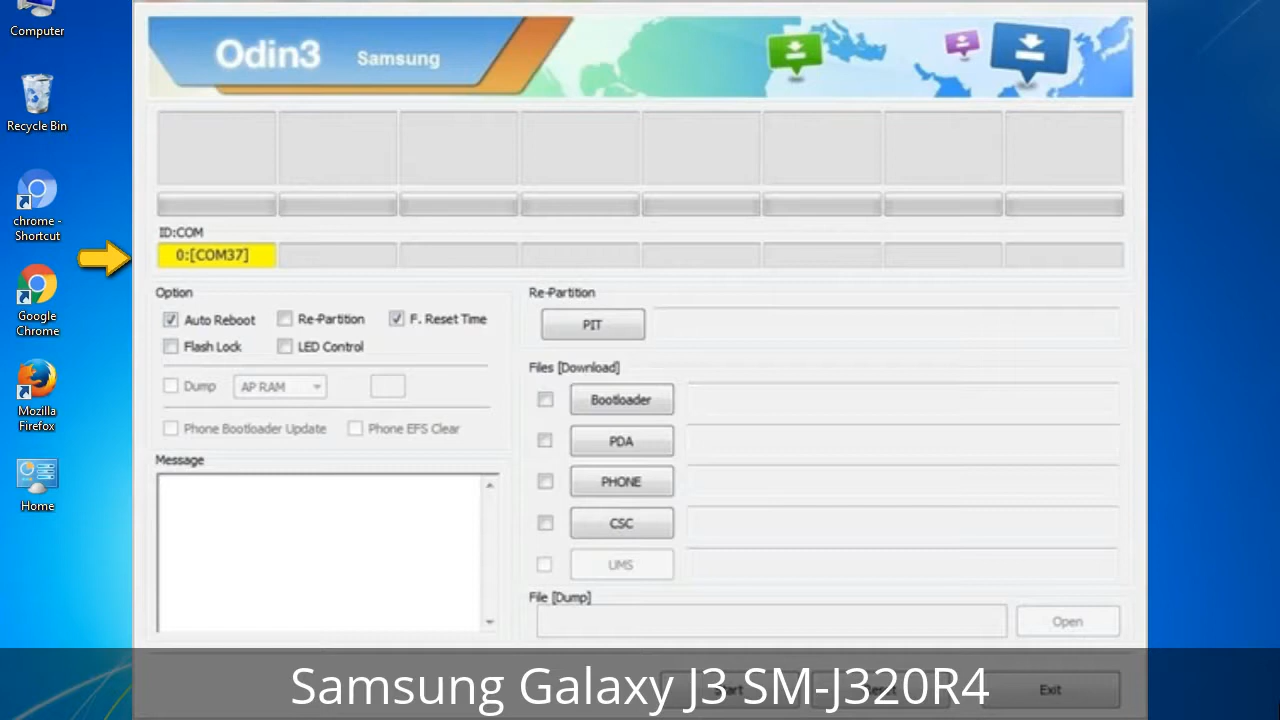 Computer
Recycle Bin
chrome -
Shortcut
Google
Chrome
Mozilla
Firefox
Home
Odin3 Samsung
ID:COM
0:[COM37]
Option
Auto Reboot Re-Partition F. Reset Time
Flash Lock LED Control
Dump AP RAM
Phone Bootloader Update Phone EFS Clear
Message
Re-Partition
PIT
Files [Download]
Bootloader
PDA
PHONE
CSC
UMS
File [Dump]
Open
Exit
Samsung Galaxy J3 SM-J320R4